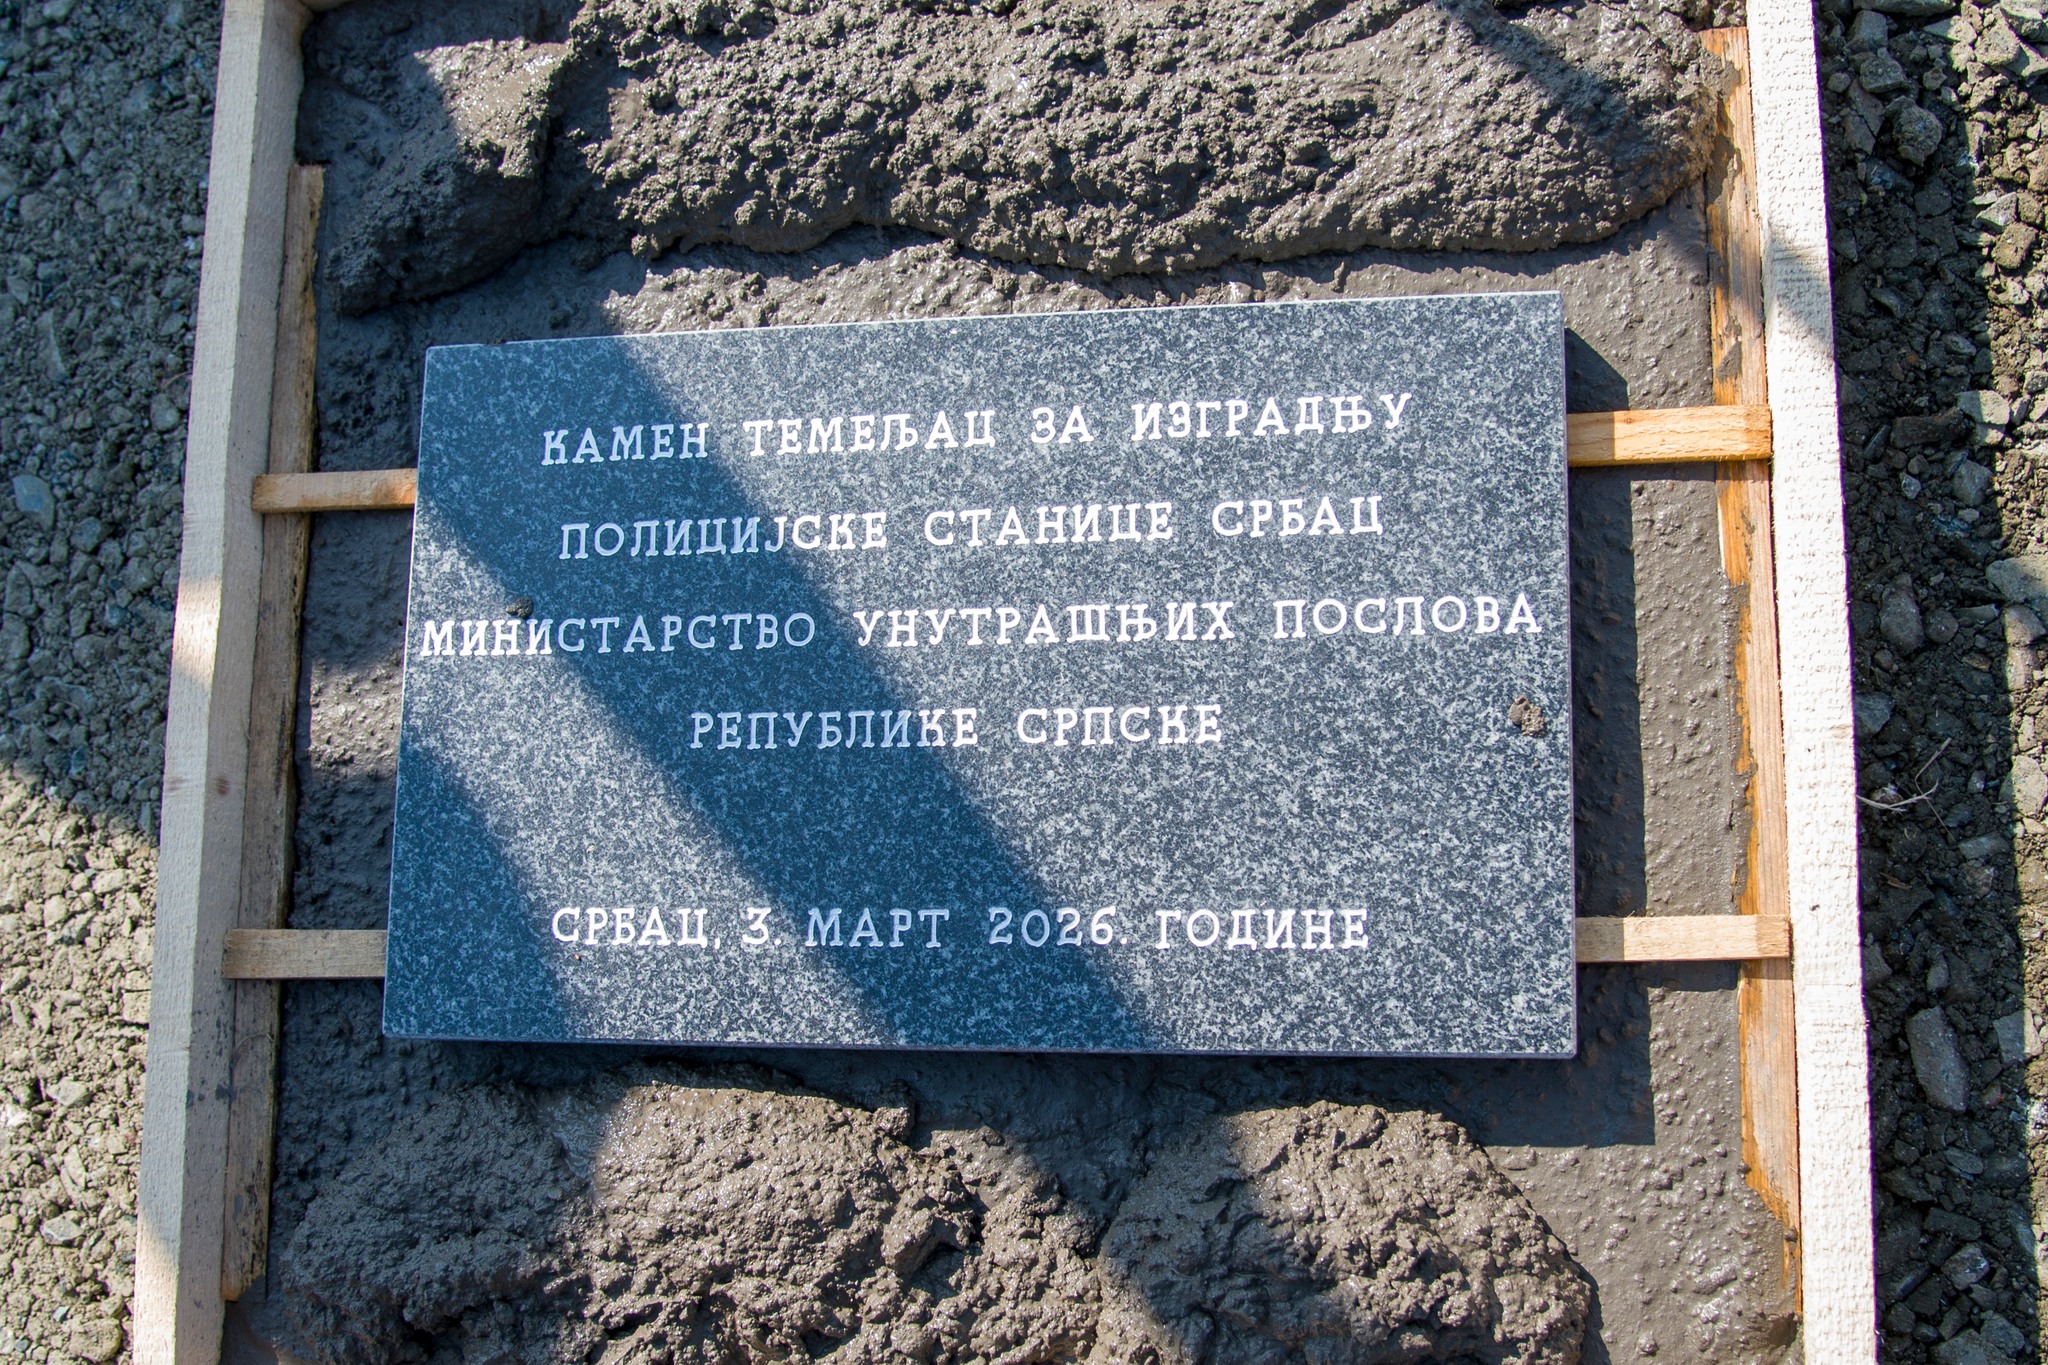 КАМЕН ТЕМЕЉАЦ ЗА ИЗГРАДЊУ
ПОЛИЦИЈСКЕ СТАНИЦЕ СРБАЦ
МИНИСТАРСТВО УНУТРАШЊИХ ПОСЛОВА
РЕПУБЛИКЕ СРПСКЕ
СРБАЦ, 3. МАРТ 2026. ГОДИНЕ